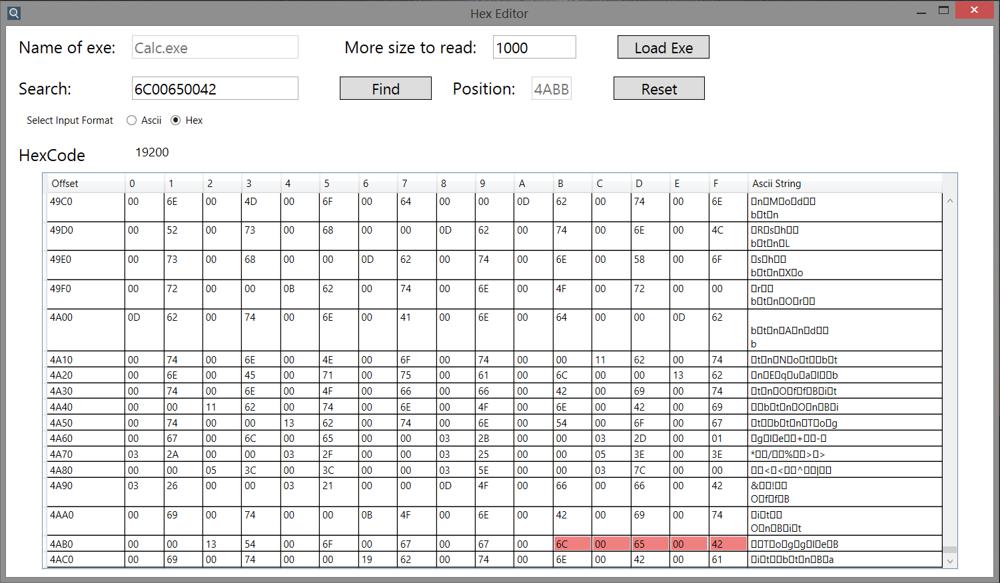 Hex Editor
Name of exe: Calc.exe More size to read: 1000 Load Exe
Search: 6C00650042 Find Position: 4ABB Reset
Select Input Format Ascii Hex
HexCode 19200
Offset 0 1 2 3 4 5 6 7 8 9 A B C D E F Ascii String
49C0 00 6E 00 4D 00 6F 00 64 00 00 0D 62 00 74 00 6E ▯n▯M▯o▯d▯▯
b▯t▯n
49D0 00 52 00 73 00 68 00 00 0D 62 00 74 00 6E 00 4C ▯R▯s▯h▯▯
b▯t▯n▯L
49E0 00 73 00 68 00 00 0D 62 00 74 00 6E 00 58 00 6F ▯s▯h▯▯
b▯t▯n▯X▯o
49F0 00 72 00 00 0B 62 00 74 00 6E 00 4F 00 72 00 00 ▯r▯▯
b▯t▯n▯O▯r▯▯
4A00 0D 62 00 74 00 6E 00 41 00 6E 00 64 00 00 0D 62
b▯t▯n▯A▯n▯d▯▯
b
4A10 00 74 00 6E 00 4E 00 6F 00 74 00 00 11 62 00 74 ▯t▯n▯N▯o▯t▯▯b▯t
4A20 00 6E 00 45 00 71 00 75 00 61 00 6C 00 00 13 62 ▯n▯E▯q▯u▯a▯l▯▯b
4A30 00 74 00 6E 00 4F 00 66 00 66 00 42 00 69 00 74 ▯t▯n▯O▯f▯f▯B▯i▯t
4A40 00 00 11 62 00 74 00 6E 00 4F 00 6E 00 42 00 69 ▯▯b▯t▯n▯O▯n▯B▯i
4A50 00 74 00 00 13 62 00 74 00 6E 00 54 00 6F 00 67 ▯t▯▯b▯t▯n▯T▯o▯g
4A60 00 67 00 6C 00 65 00 00 03 2B 00 00 03 2D 00 01 ▯g▯l▯e▯▯+▯▯-▯
4A70 03 2A 00 00 03 2F 00 00 03 25 00 00 05 3E 00 3E *▯▯/▯▯%▯▯>▯>
4A80 00 00 05 3C 00 3C 00 00 03 5E 00 00 03 7C 00 00 ▯▯<▯<▯▯^▯▯|▯▯
4A90 03 26 00 00 03 21 00 00 0D 4F 00 66 00 66 00 42 &▯▯!▯▯
O▯f▯f▯B
4AA0 00 69 00 74 00 00 0B 4F 00 6E 00 42 00 69 00 74 ▯i▯t▯▯
O▯n▯B▯i▯t
4AB0 00 00 13 54 00 6F 00 67 00 67 00 6C 00 65 00 42 ▯▯T▯o▯g▯g▯l▯e▯B
4AC0 00 69 00 74 00 00 19 62 00 74 00 6E 00 42 00 61 ▯i▯t▯▯b▯t▯n▯B▯a